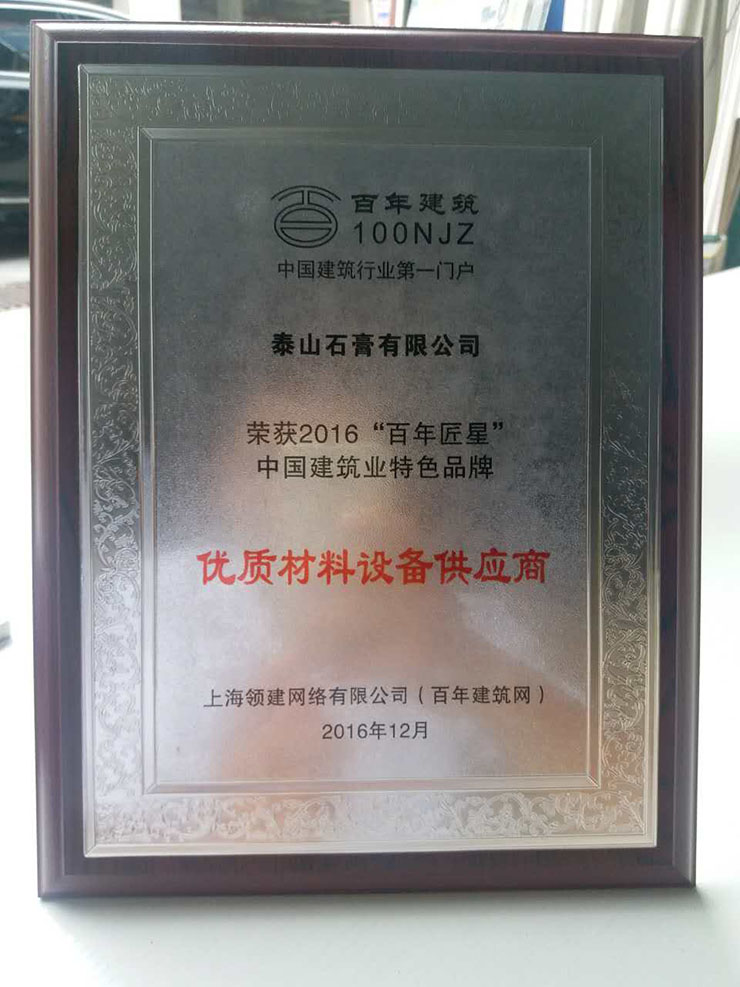 百年建筑
100NJZ
中国建筑行业第一门户
泰山石膏有限公司
荣获2016“百年匠星”
中国建筑业特色品牌
优质材料设备供应商
上海领建网络有限公司（百年建筑网）
2016年12月